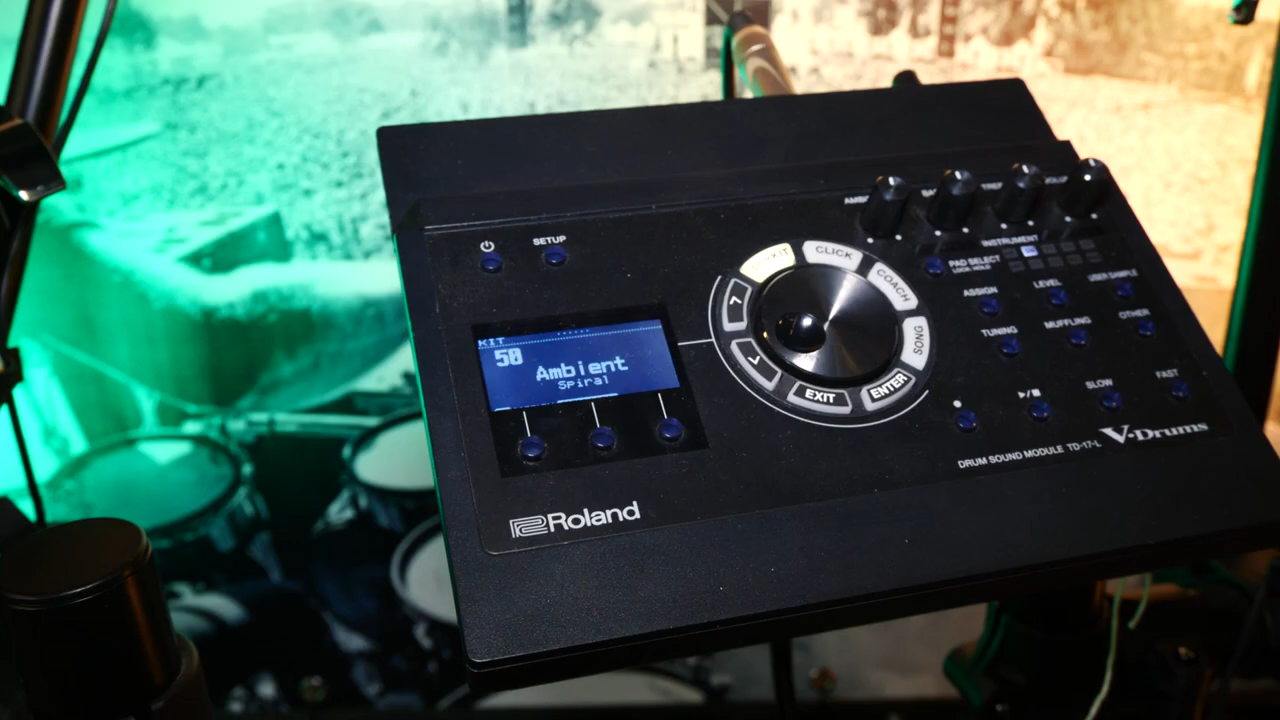 SETUP
KIT
50
Ambient
Spiral
CLICK
COACH
SONG
ENTER
EXIT
INSTRUMENT
PAD SELECT
LOCK: HOLD
ASSIGN
LEVEL
USER SAMPLE
TUNING
MUFFLING
OTHER
SLOW
FAST
DRUM SOUND MODULE TD-17-L V-Drums
Roland